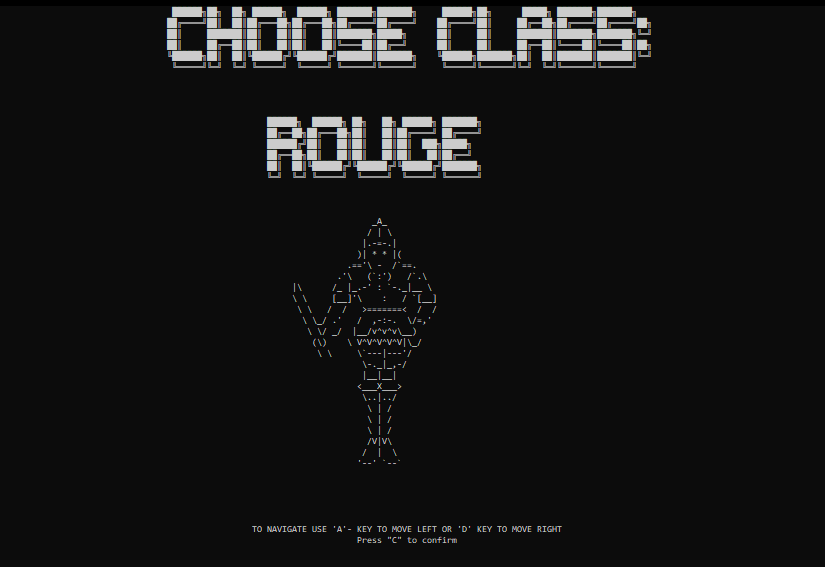 CHOOSE CLASS:
ROUGE
TO NAVIGATE USE 'A'- KEY TO MOVE LEFT OR 'D' KEY TO MOVE RIGHT
Press "C" to confirm